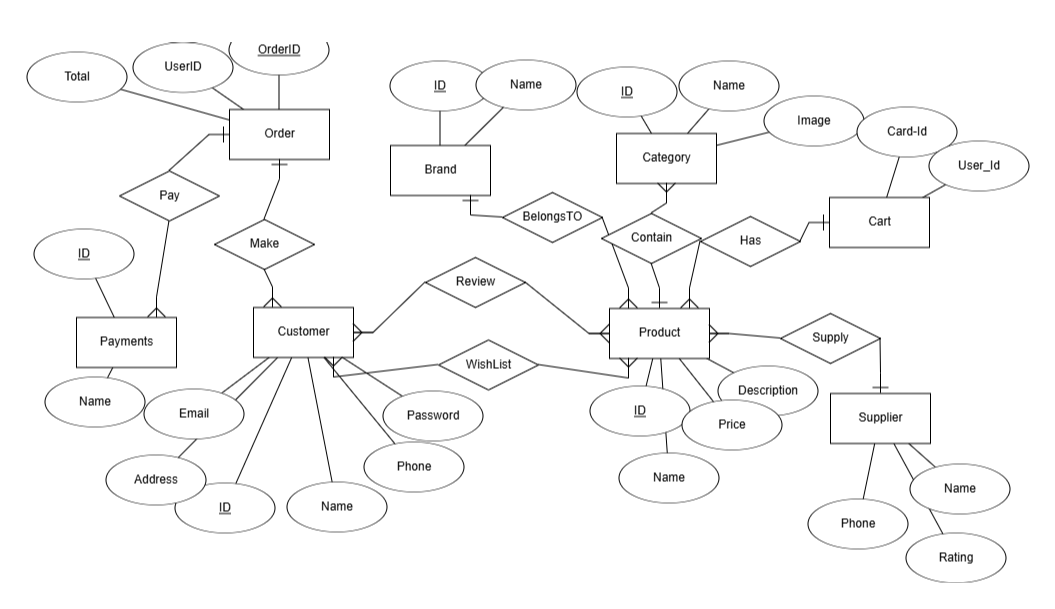 OrderID
UserID
Total
ID
Name
ID
Name
Image
Card-Id
User_Id
Order
Category
Brand
Pay
BelongsTO
Contain
Has
Cart
Make
ID
Review
Payments
Customer
Product
Supply
WishList
Name
Email
Password
ID
Description
Price
Supplier
Address
ID
Name
Phone
Name
Name
Phone
Rating